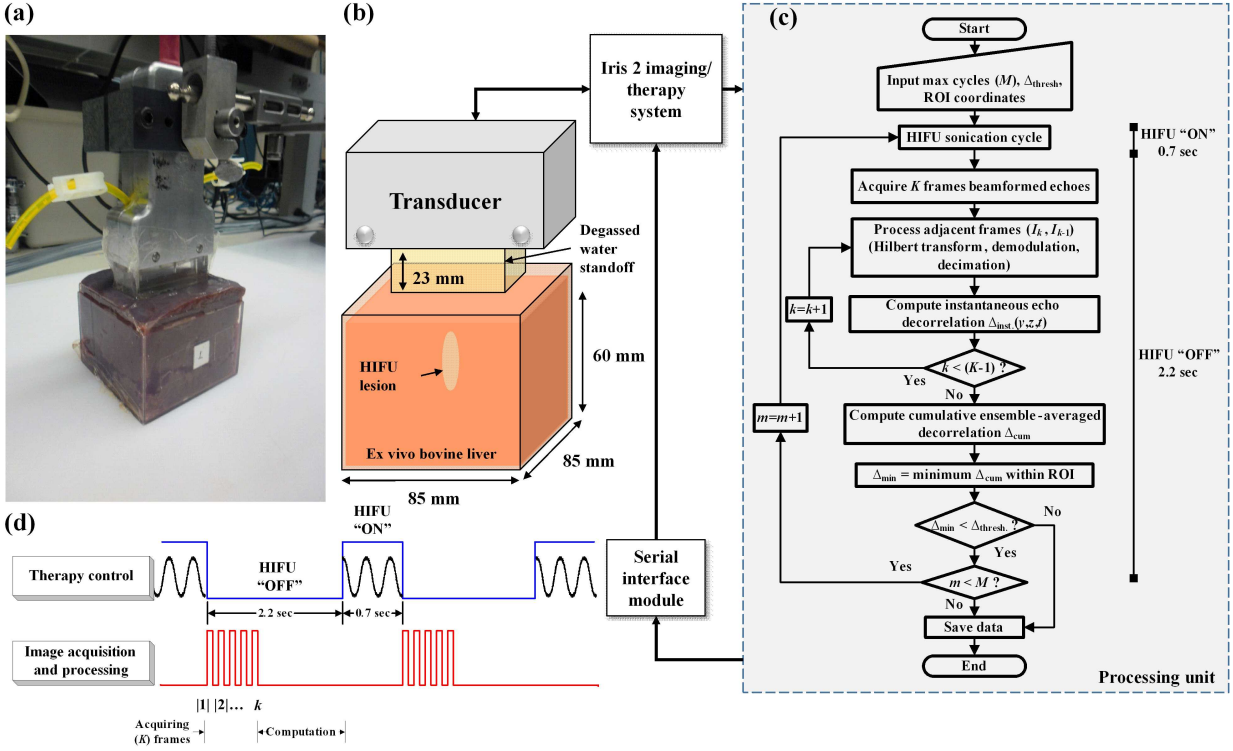 (a)
(b)
Iris 2 imaging/
therapy
system
Transducer
Degassed
water
standoff
23 mm
60 mm
HIFU
lesion
Ex vivo bovine liver
85 mm
85 mm
Serial
interface
module
(c)
Start
Input max cycles (M), Δthresh,
ROI coordinates
HIFU sonication cycle
Acquire K frames beamformed echoes
Process adjacent frames (Ik , Ik-1)
(Hilbert transform, demodulation,
decimation)
k=k+1
Compute instantaneous echo
decorrelation Δinst.(y,z,t)
k < (K-1) ?
Yes
No
m=m+1
Compute cumulative ensemble-averaged
decorrelation Δcum
Δmin = minimum Δcum within ROI
Δmin < Δthresh. ?
No
Yes
Yes
m < M ?
No
Save data
End
HIFU “ON”
0.7 sec
HIFU “OFF”
2.2 sec
Processing unit
(d)
HIFU
“ON”
Therapy control
HIFU
“OFF”
2.2 sec
0.7 sec
Image acquisition
and processing
|1| |2|… k
Acquiring
(K) frames
Computation